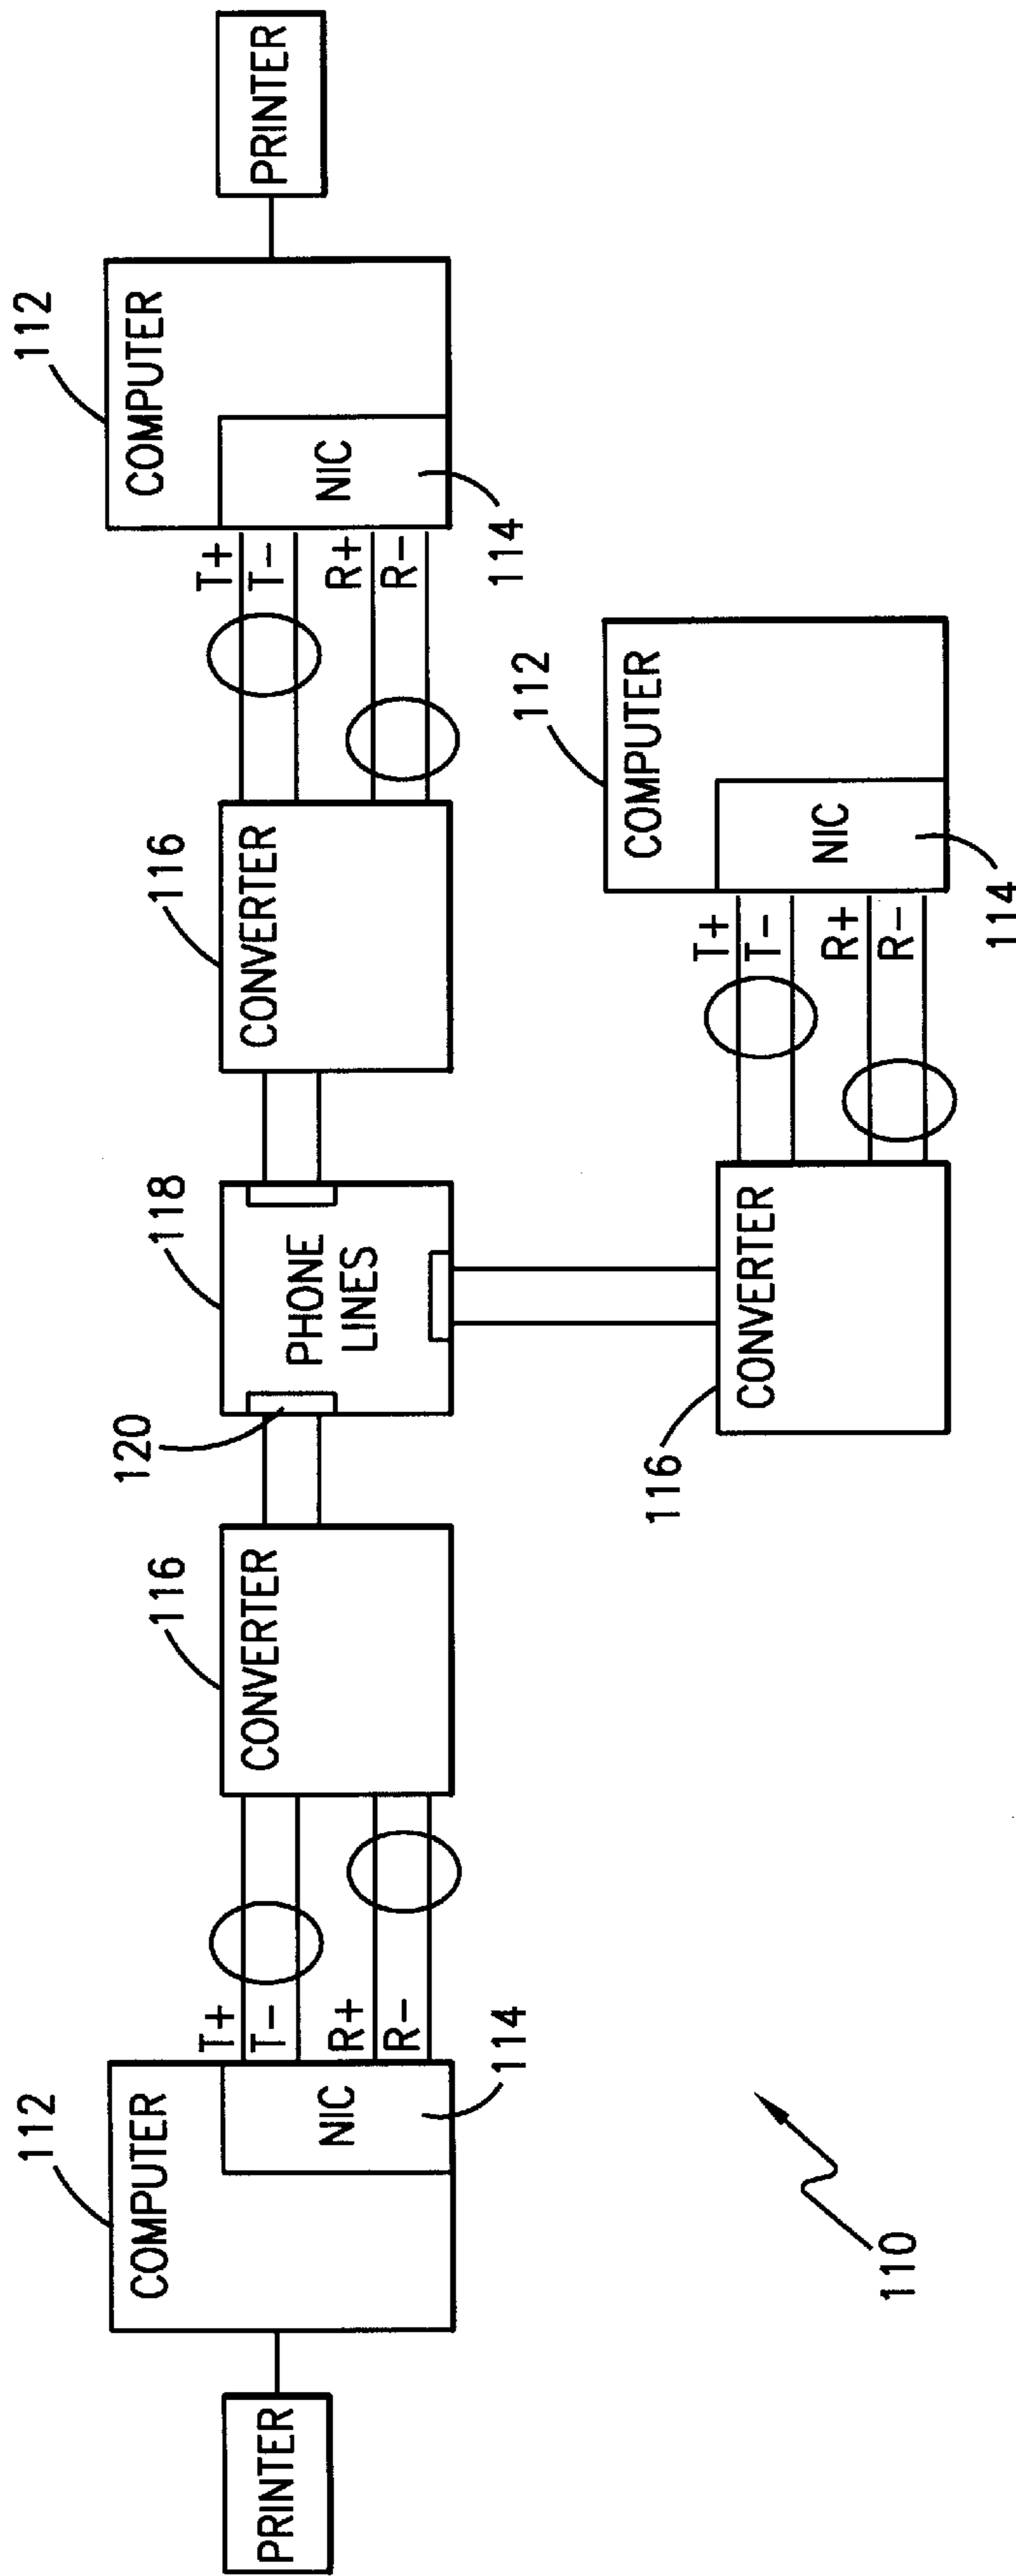 112
112
118
116
116
120
PRINTER
COMPUTER
NIC
T+
T-
R+
R-
114
CONVERTER
PHONE
LINES
CONVERTER
T+
T-
R+
R-
COMPUTER
NIC
114
PRINTER
112
116
CONVERTER
T+
T-
R+
R-
COMPUTER
NIC
114
110